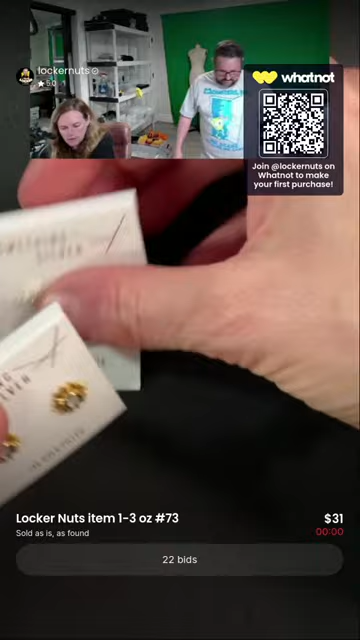 lockernuts
5.0
whatnot
Join @lockernuts on
Whatnot to make
your first purchase!
SILVER
Locker Nuts item 1-3 oz #73
$31
Sold as is, as found
00:00
22 bids